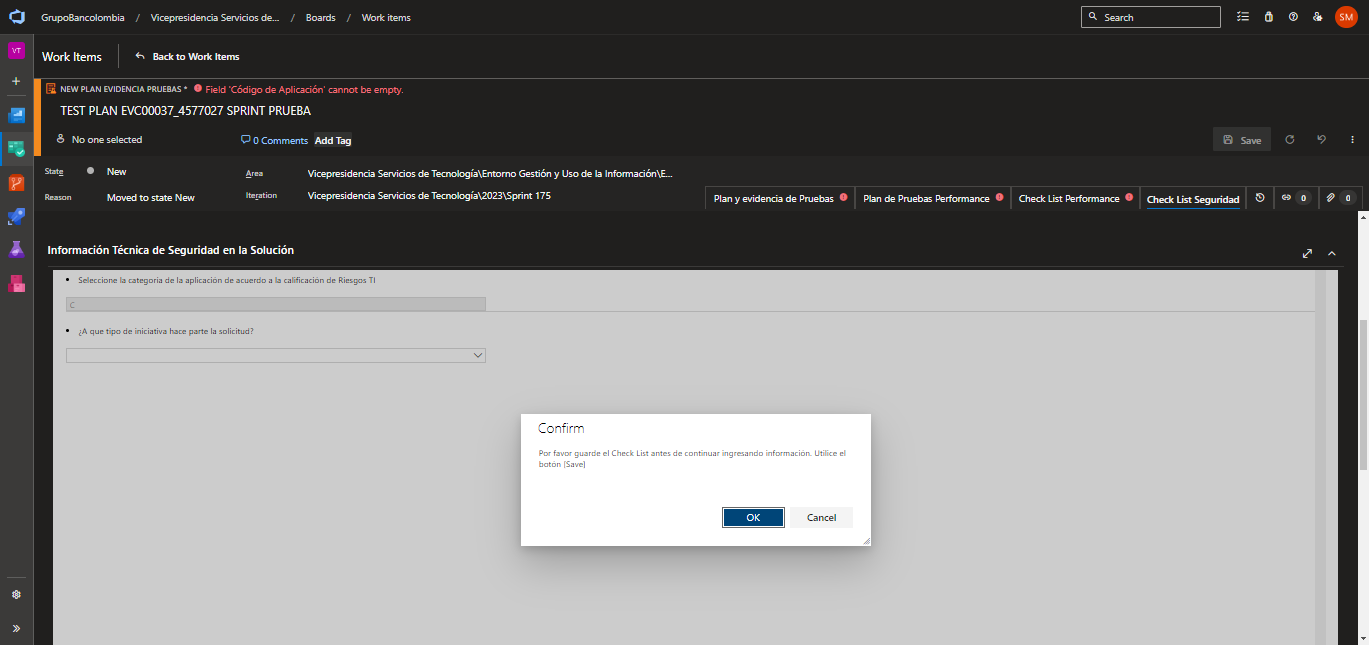 GrupoBancolombia / Vicepresidencia Servicios de... / Boards / Work items
Search
SM
VT
Work Items
Back to Work Items
NEW PLAN EVIDENCIA PRUEBAS * Field 'Código de Aplicación' cannot be empty.
TEST PLAN EVC00037_4577027 SPRINT PRUEBA
No one selected
0 Comments
Add Tag
Save
State
New
Area
Vicepresidencia Servicios de Tecnología\Entorno Gestión y Uso de la Información\E...
Reason
Moved to state New
Iteration
Vicepresidencia Servicios de Tecnología\2023\Sprint 175
Plan y evidencia de Pruebas
Plan de Pruebas Performance
Check List Performance
Check List Seguridad
0
0
Información Técnica de Seguridad en la Solución
Seleccione la categoria de la aplicación de acuerdo a la calificación de Riesgos TI
C
¿A que tipo de iniciativa hace parte la solicitud?
Confirm
Por favor guarde el Check List antes de continuar ingresando información. Utilice el
botón [Save]
OK
Cancel